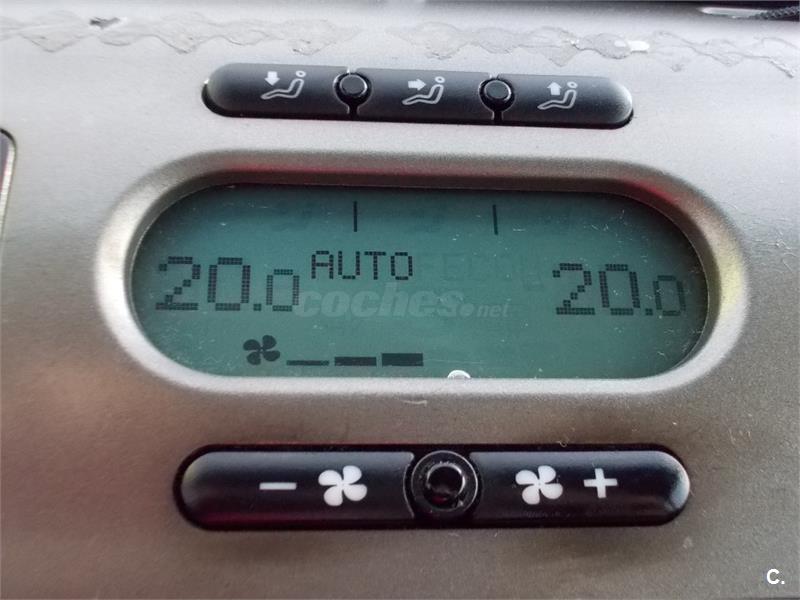 AUTO
20.0 20.0
coches.net
- +
C.